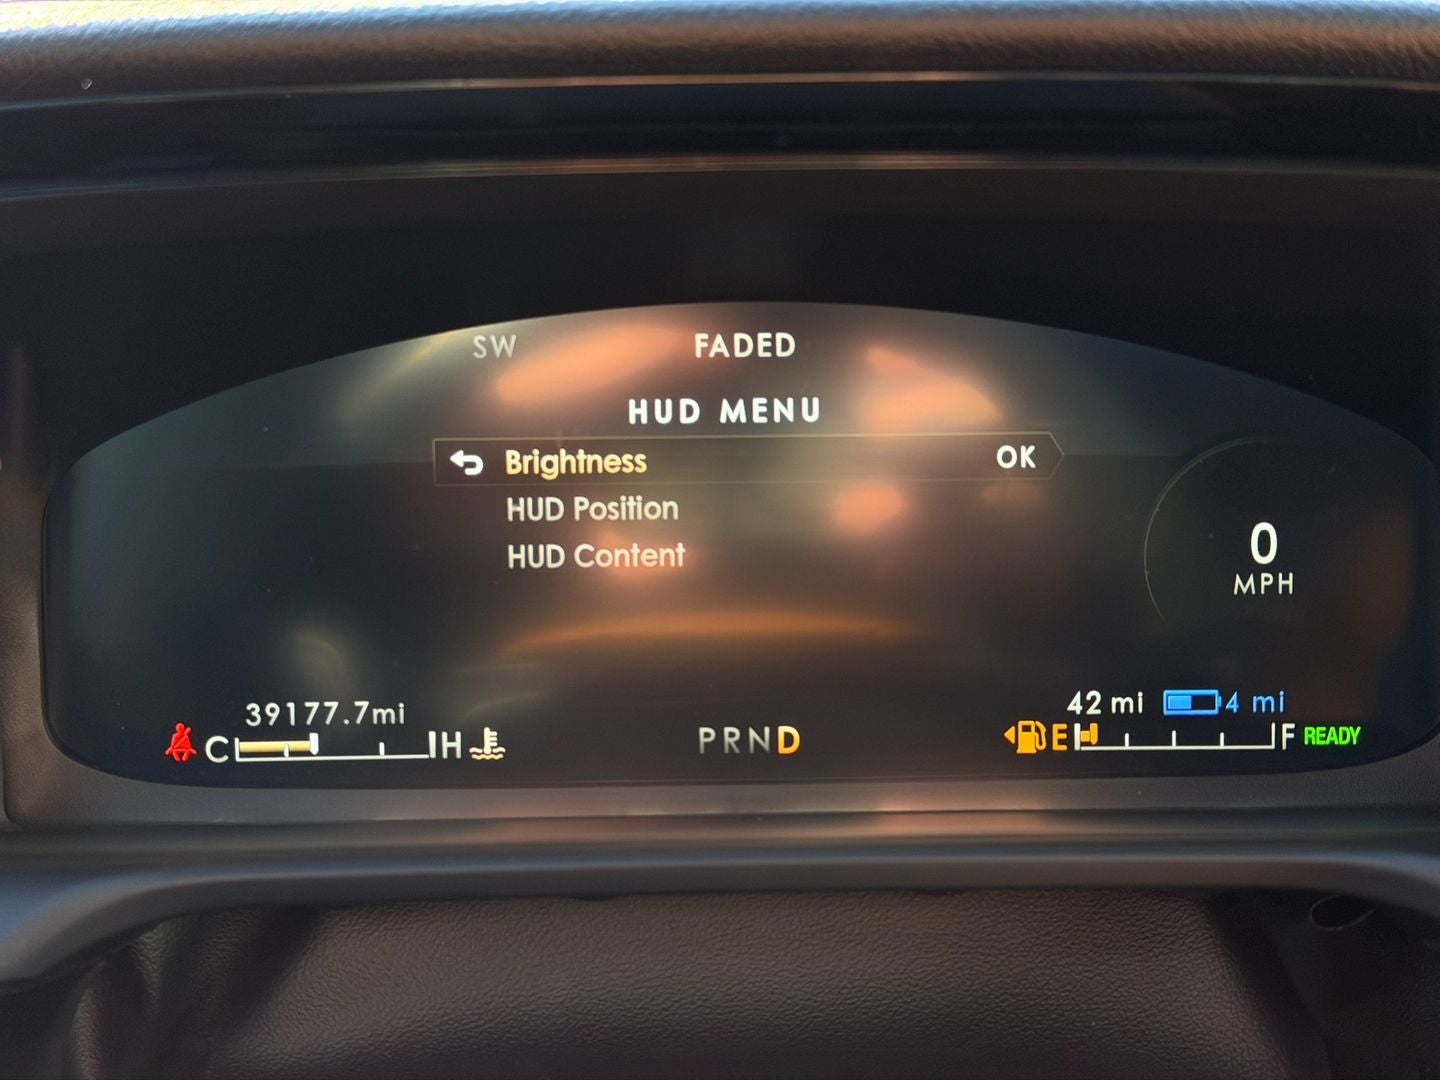 SW FADED
HUD MENU
Brightness OK
HUD Position
HUD Content
0
MPH
39177.7mi
42 mi 4 mi
C H
PRND
E F READY